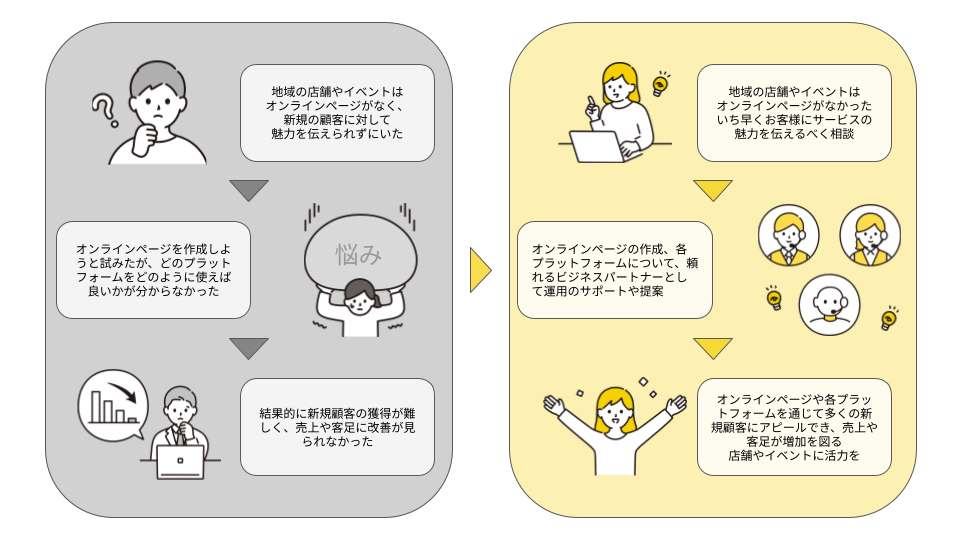 地域の店舗やイベントは
オンラインページがなく、
新規の顧客に対して
魅力を伝えられずにいた
オンラインページを作成しよ
うと試みたが、どのプラット
フォームをどのように使えば
良いかが分からなかった
悩み
結果的に新規顧客の獲得が難
しく、売上や客足に改善が見
られなかった
地域の店舗やイベントは
オンラインページがなかった
いち早くお客様にサービスの
魅力を伝えるべく相談
オンラインページの作成、各
プラットフォームについて、頼
れるビジネスパートナーとし
て運用のサポートや提案
オンラインページや各プラッ
トフォームを通じて多くの新
規顧客にアピールでき、売上や
客足が増加を図る
店舗やイベントに活力を